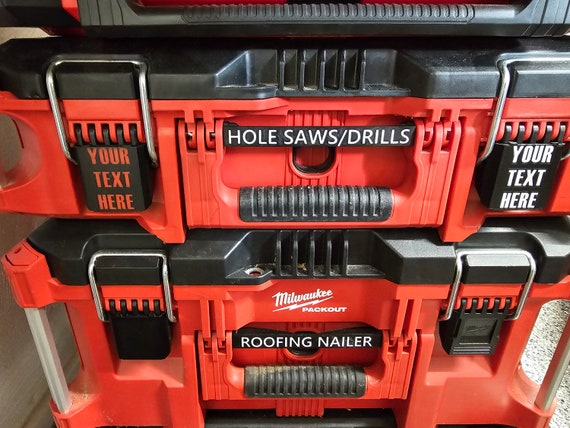 HOLE SAWS/DRILLS
YOUR
TEXT
HERE
YOUR
TEXT
HERE
Milwaukee
PACKOUT
ROOFING NAILER